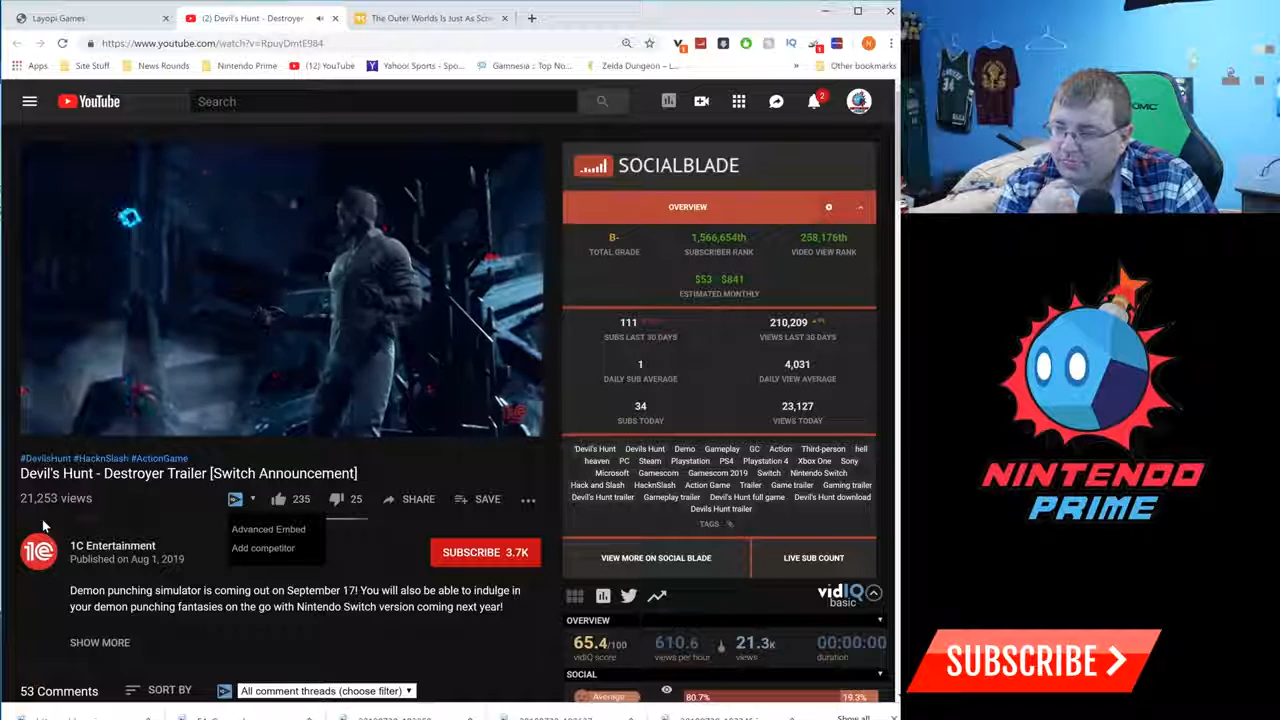 Layopi Games
(2) Devil's Hunt - Destroyer
The Outer Worlds Is Just As Scre
https://www.youtube.com/watch?v=RpuyDmtE984
Apps
Site Stuff
News Rounds
Nintendo Prime
(12) YouTube
Yahoo! Sports - Spo...
Gamnesia :: Top No...
Zelda Dungeon – L...
»
Other bookmarks
YouTube
Search
2
SOCIALBLADE
OVERVIEW
B-
1,566,654th
258,176th
TOTAL GRADE
SUBSCRIBER RANK
VIDEO VIEW RANK
$53 - $841
ESTIMATED MONTHLY
111
210,209
SUBS LAST 30 DAYS
VIEWS LAST 30 DAYS
1
4,031
DAILY SUB AVERAGE
DAILY VIEW AVERAGE
34
23,127
SUBS TODAY
VIEWS TODAY
'Devil's Hunt Devils Hunt Demo Gameplay GC Action Third-person hell
heaven PC Steam Playstation PS4 Playstation 4 Xbox One Sony
Microsoft Gamescom Gamescom 2019 Switch Nintendo Switch
Hack and Slash HacknSlash Action Game Trailer Game trailer Gaming trailer
Devil's Hunt trailer Gameplay trailer Devil's Hunt full game Devil's Hunt download
Devils Hunt trailer
TAGS
VIEW MORE ON SOCIAL BLADE
LIVE SUB COUNT
#DevilsHunt #HacknSlash #ActionGame
Devil's Hunt - Destroyer Trailer [Switch Announcement]
21,253 views
235
25
SHARE
SAVE
Advanced Embed
Add competitor
1C Entertainment
Published on Aug 1, 2019
SUBSCRIBE 3.7K
Demon punching simulator is coming out on September 17! You will also be able to indulge in
your demon punching fantasies on the go with Nintendo Switch version coming next year!
SHOW MORE
53 Comments
SORT BY
All comment threads (choose filter)
vidIQ
basic
OVERVIEW
65.4/100
610.6
21.3K
00:00:00
vidIQ score
views per hour
views
duration
SOCIAL
Average
80.7%
19.3%
Show all
OMC
34
NINTENDO
PRIME
SUBSCRIBE